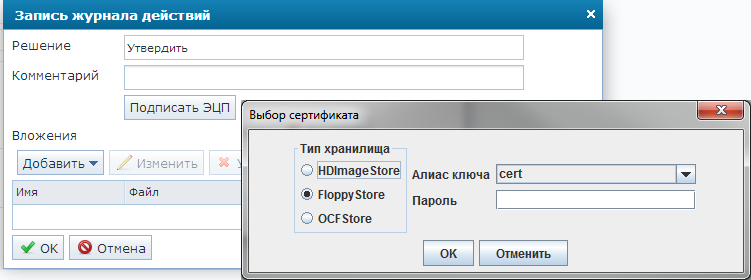 Запись журнала действий
Решение
Утвердить
Комментарий
Подписать ЭЦП
Вложения
Добавить
Изменить
Имя
Файл
ОК
Отмена
Выбор сертификата
Тип хранилища
HDImageStore
FloppyStore
OCFStore
Алиас ключа
cert
Пароль
OK
Отменить